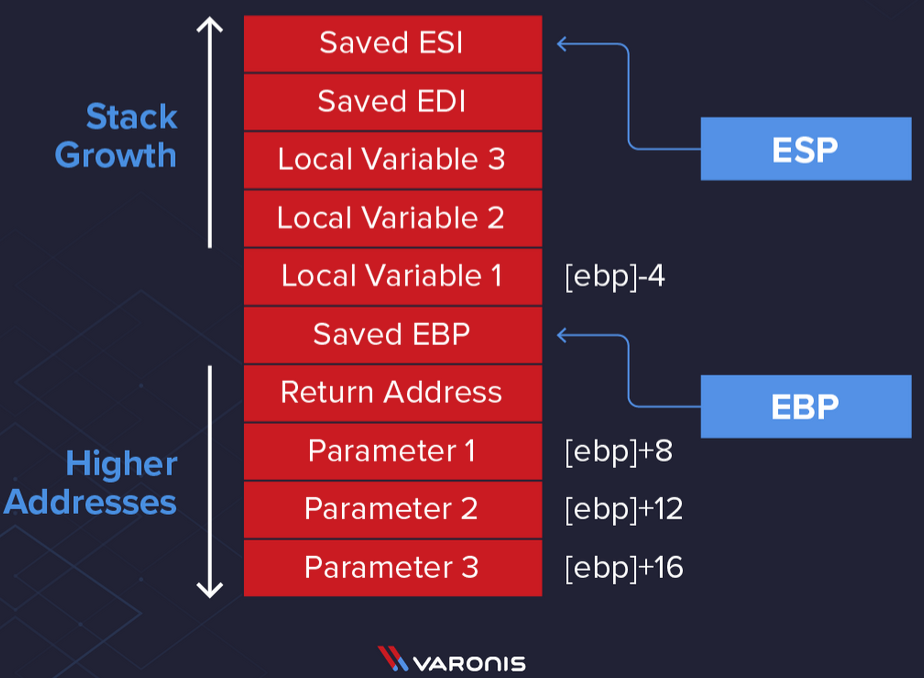 Saved ESI
Saved EDI
Stack
Growth
ESP
Local Variable 3
Local Variable 2
Local Variable 1 [ebp]-4
Saved EBP
Return Address
EBP
Parameter 1 [ebp]+8
Higher
Addresses
Parameter 2 [ebp]+12
Parameter 3 [ebp]+16
VARONIS